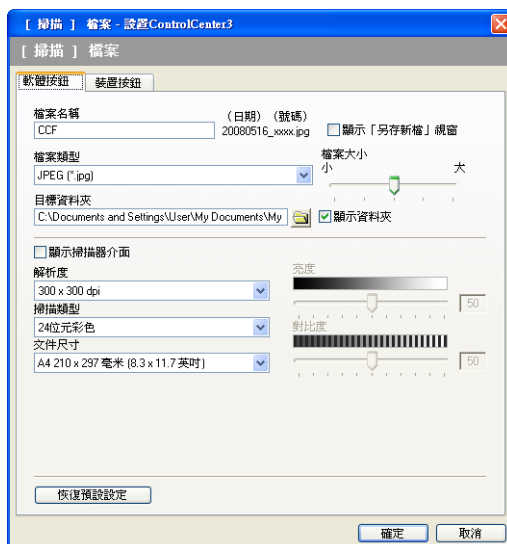 [ 掃描 ] 檔案 - 設置ControlCenter3
[ 掃描 ] 檔案
軟體按鈕 裝置按鈕
檔案名稱 (日期) (號碼)
CCF 20080516_xxxx.jpg 顯示「另存新檔」視窗
檔案類型 檔案大小
JPEG (*.jpg) 小 大
目標資料夾
C:\Documents and Settings\User\My Documents\My 顯示資料夾
顯示掃描器介面
解析度 亮度
300 x 300 dpi 50
掃描類型
24位元彩色 對比度
文件尺寸
A4 210 x 297 毫米 (8.3 x 11.7 英吋) 50
恢復預設設定
確定 取消